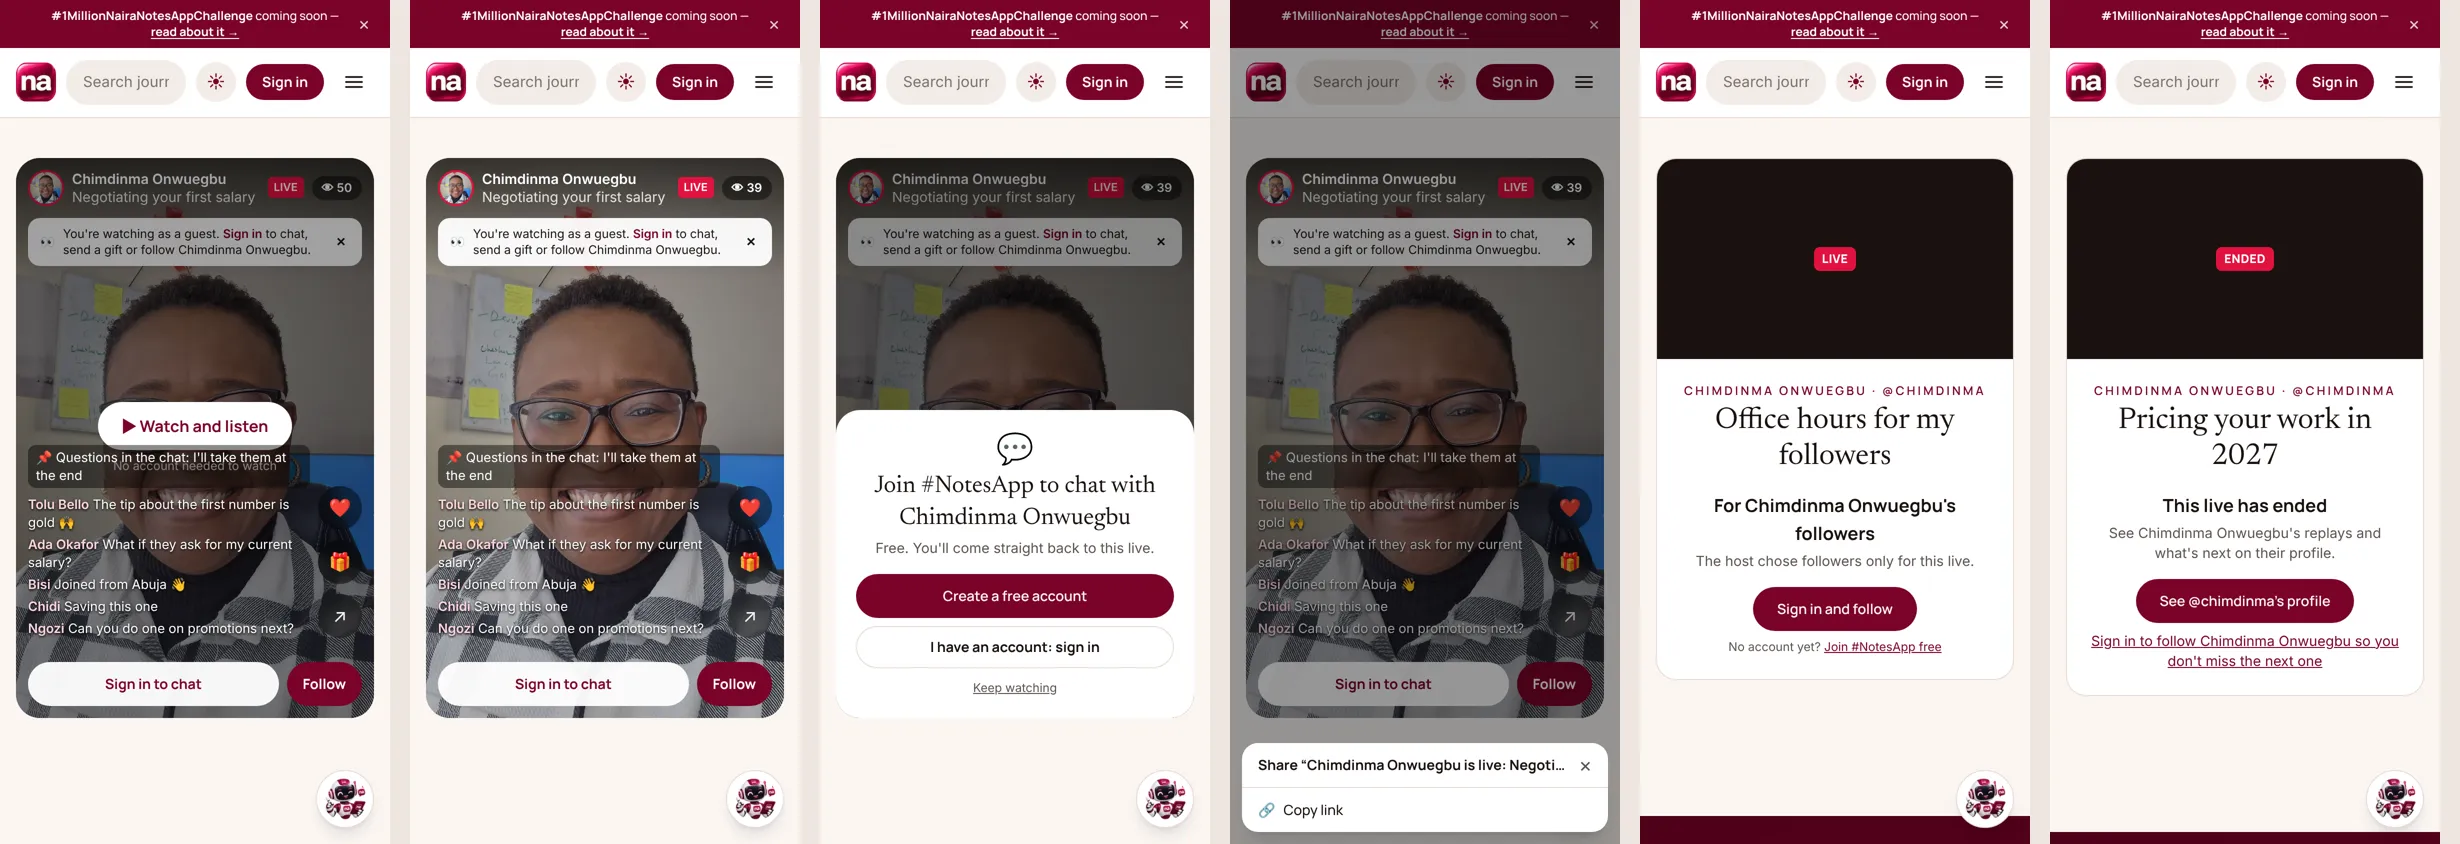 #1MillionNairaNotesAppChallenge coming soon —
read about it →
×
na
Search journ
Sign in
Chimdinma Onwuegbu
Negotiating your first salary
LIVE
50
You're watching as a guest. Sign in to chat,
send a gift or follow Chimdinma Onwuegbu.
×
▶ Watch and listen
No account needed to watch
📌 Questions in the chat: I'll take them at
the end
Tolu Bello The tip about the first number is
gold 🙌
Ada Okafor What if they ask for my current
salary?
Bisi Joined from Abuja 👋
Chidi Saving this one
Ngozi Can you do one on promotions next?
Sign in to chat
Follow
#1MillionNairaNotesAppChallenge coming soon —
read about it →
×
na
Search journ
Sign in
Chimdinma Onwuegbu
Negotiating your first salary
LIVE
39
You're watching as a guest. Sign in to chat,
send a gift or follow Chimdinma Onwuegbu.
×
📌 Questions in the chat: I'll take them at
the end
Tolu Bello The tip about the first number is
gold 🙌
Ada Okafor What if they ask for my current
salary?
Bisi Joined from Abuja 👋
Chidi Saving this one
Ngozi Can you do one on promotions next?
Sign in to chat
Follow
#1MillionNairaNotesAppChallenge coming soon —
read about it →
×
na
Search journ
Sign in
Chimdinma Onwuegbu
Negotiating your first salary
LIVE
39
You're watching as a guest. Sign in to chat,
send a gift or follow Chimdinma Onwuegbu.
×
Join #NotesApp to chat with
Chimdinma Onwuegbu
Free. You'll come straight back to this live.
Create a free account
I have an account: sign in
Keep watching
#1MillionNairaNotesAppChallenge coming soon —
read about it →
×
na
Search journ
Sign in
Chimdinma Onwuegbu
Negotiating your first salary
LIVE
39
You're watching as a guest. Sign in to chat,
send a gift or follow Chimdinma Onwuegbu.
×
📌 Questions in the chat: I'll take them at
the end
Tolu Bello The tip about the first number is
gold 🙌
Ada Okafor What if they ask for my current
salary?
Bisi Joined from Abuja 👋
Chidi Saving this one
Ngozi Can you do one on promotions next?
Sign in to chat
Follow
Share “Chimdinma Onwuegbu is live: Negoti...
×
🔗 Copy link
#1MillionNairaNotesAppChallenge coming soon —
read about it →
×
na
Search journ
Sign in
LIVE
CHIMDINMA ONWUEGBU · @CHIMDINMA
Office hours for my
followers
For Chimdinma Onwuegbu's
followers
The host chose followers only for this live.
Sign in and follow
No account yet? Join #NotesApp free
#1MillionNairaNotesAppChallenge coming soon —
read about it →
×
na
Search journ
Sign in
ENDED
CHIMDINMA ONWUEGBU · @CHIMDINMA
Pricing your work in
2027
This live has ended
See Chimdinma Onwuegbu's replays and
what's next on their profile.
See @chimdinma's profile
Sign in to follow Chimdinma Onwuegbu so you
don't miss the next one